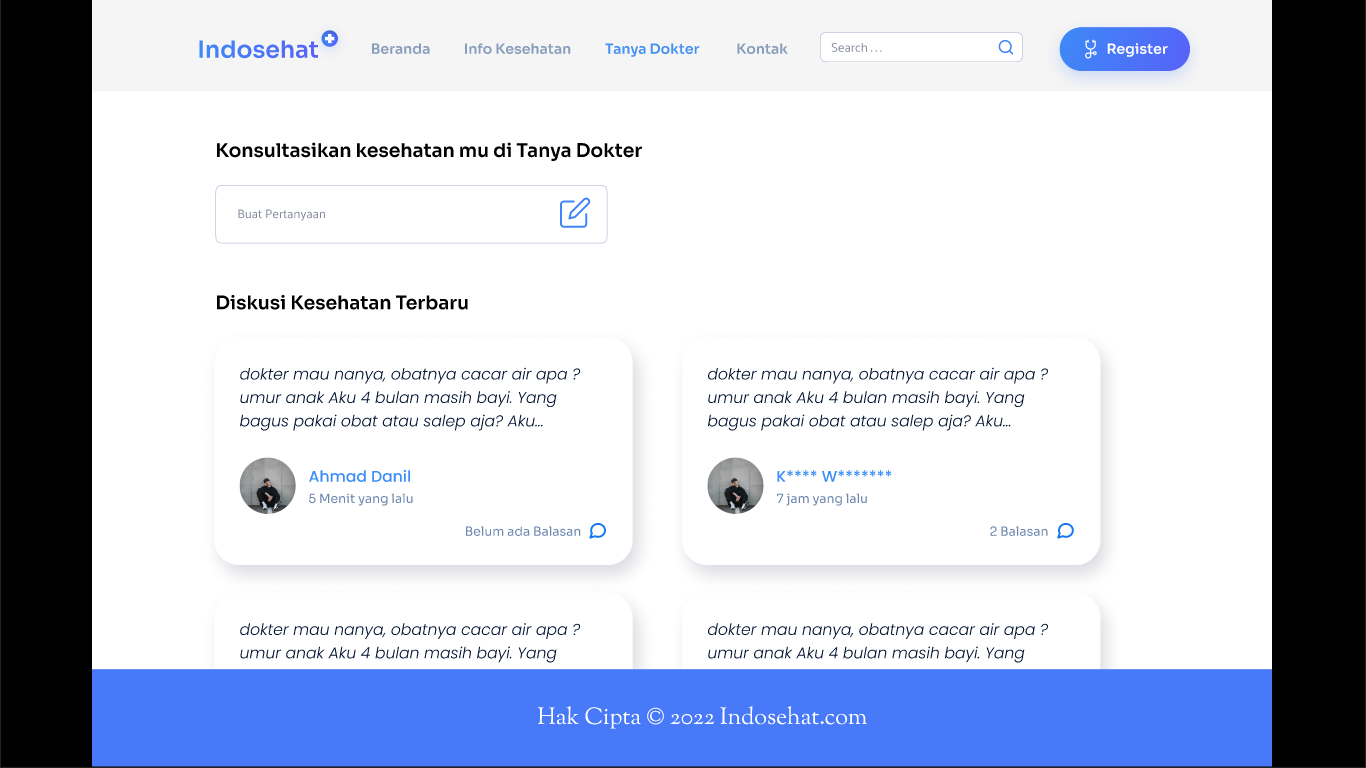 Indosehat
Beranda
Info Kesehatan
Tanya Dokter
Kontak
Search . . .
Register
Konsultasikan kesehatan mu di Tanya Dokter
Buat Pertanyaan
Diskusi Kesehatan Terbaru
dokter mau nanya, obatnya cacar air apa ?
umur anak Aku 4 bulan masih bayi. Yang
bagus pakai obat atau salep aja? Aku...
Ahmad Danil
5 Menit yang lalu
Belum ada Balasan
dokter mau nanya, obatnya cacar air apa ?
umur anak Aku 4 bulan masih bayi. Yang
bagus pakai obat atau salep aja? Aku...
K**** W*******
7 jam yang lalu
2 Balasan
dokter mau nanya, obatnya cacar air apa ?
umur anak Aku 4 bulan masih bayi. Yang
dokter mau nanya, obatnya cacar air apa ?
umur anak Aku 4 bulan masih bayi. Yang
Hak Cipta © 2022 Indosehat.com